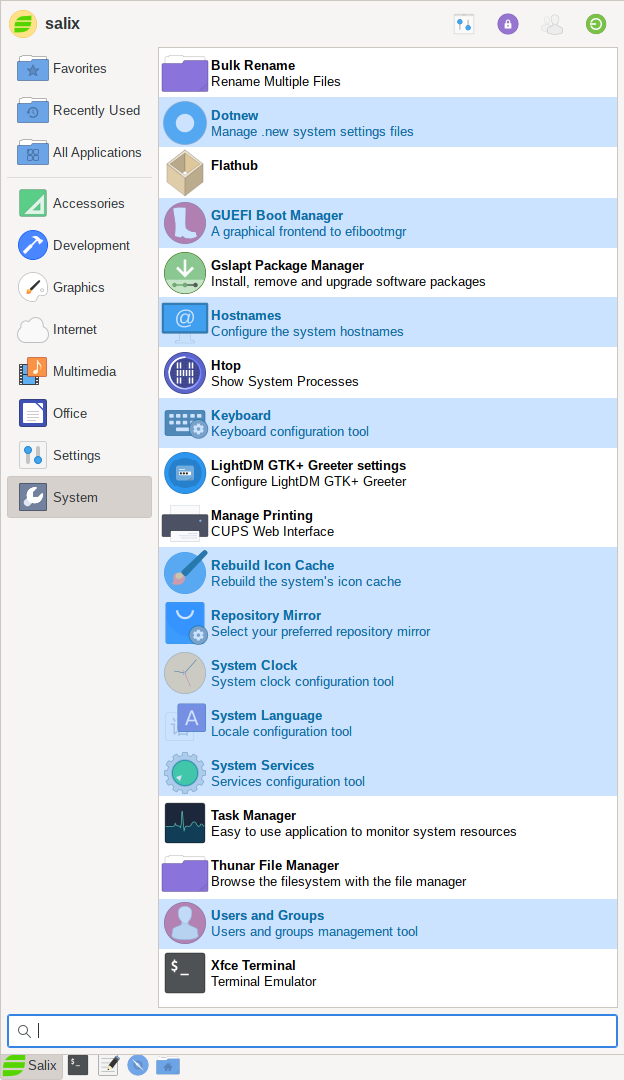 salix
Favorites
Recently Used
All Applications
Accessories
Development
Graphics
Internet
Multimedia
Office
Settings
System
Bulk Rename
Rename Multiple Files
Dotnew
Manage .new system settings files
Flathub
GUEFI Boot Manager
A graphical frontend to efibootmgr
Gslapt Package Manager
Install, remove and upgrade software packages
@
Hostnames
Configure the system hostnames
Htop
Show System Processes
Keyboard
Keyboard configuration tool
LightDM GTK+ Greeter settings
Configure LightDM GTK+ Greeter
Manage Printing
CUPS Web Interface
Rebuild Icon Cache
Rebuild the system's icon cache
Repository Mirror
Select your preferred repository mirror
System Clock
System clock configuration tool
A
System Language
Locale configuration tool
System Services
Services configuration tool
Task Manager
Easy to use application to monitor system resources
Thunar File Manager
Browse the filesystem with the file manager
Users and Groups
Users and groups management tool
$_
Xfce Terminal
Terminal Emulator
Salix
$_